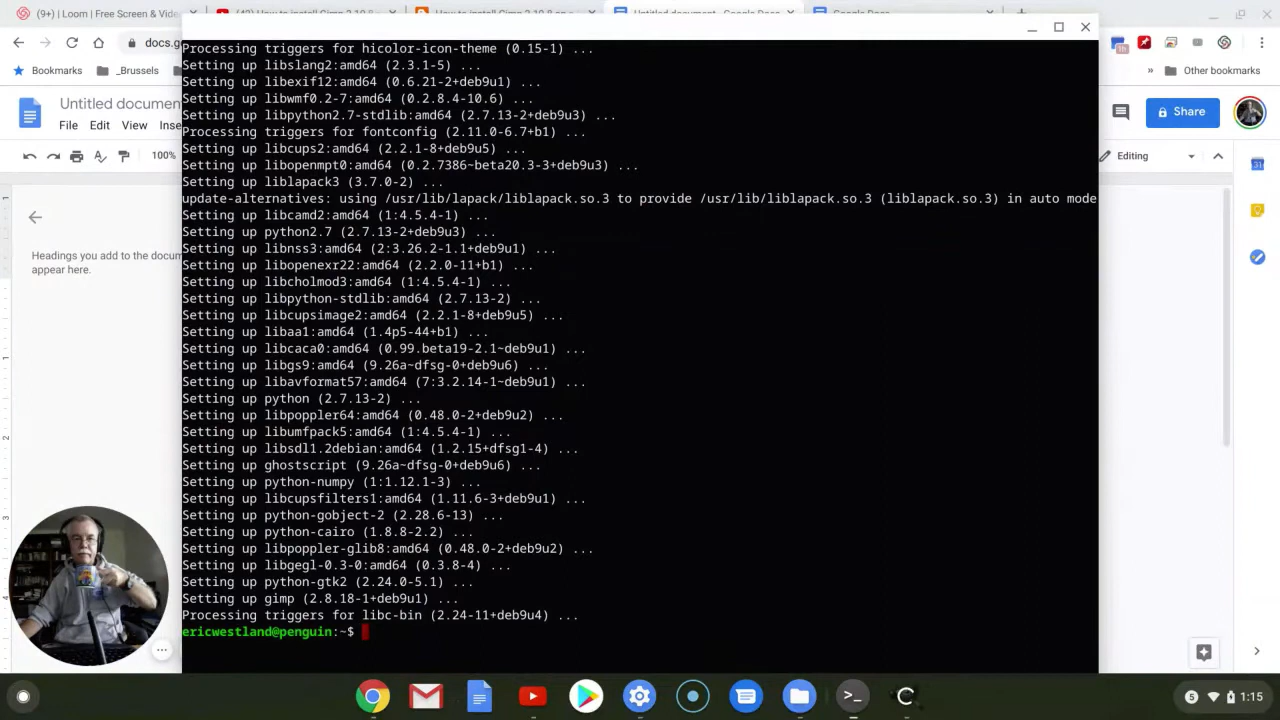 (9+) | Loom | Free Screen & Video
(42) How to install Gimp 2.10.8
How to install Gimp 2.10.8 on
Untitled document - Google Docs
Google Docs
docs.g
1h
Bookmarks
_Brussels
»
Other bookmarks
Untitled documen
File Edit View Inse
Share
100%
Editing
31
Headings you add to the docum
appear here.
Processing triggers for hicolor-icon-theme (0.15-1) ...
Setting up libslang2:amd64 (2.3.1-5) ...
Setting up libexif12:amd64 (0.6.21-2+deb9u1) ...
Setting up libwmf0.2-7:amd64 (0.2.8.4-10.6) ...
Setting up libpython2.7-stdlib:amd64 (2.7.13-2+deb9u3) ...
Processing triggers for fontconfig (2.11.0-6.7+b1) ...
Setting up libcups2:amd64 (2.2.1-8+deb9u5) ...
Setting up libopenmpt0:amd64 (0.2.7386~beta20.3-3+deb9u3) ...
Setting up liblapack3 (3.7.0-2) ...
update-alternatives: using /usr/lib/lapack/liblapack.so.3 to provide /usr/lib/liblapack.so.3 (liblapack.so.3) in auto mode
Setting up libcamd2:amd64 (1:4.5.4-1) ...
Setting up python2.7 (2.7.13-2+deb9u3) ...
Setting up libnss3:amd64 (2:3.26.2-1.1+deb9u1) ...
Setting up libopenexr22:amd64 (2.2.0-11+b1) ...
Setting up libcholmod3:amd64 (1:4.5.4-1) ...
Setting up libpython-stdlib:amd64 (2.7.13-2) ...
Setting up libcupsimage2:amd64 (2.2.1-8+deb9u5) ...
Setting up libaa1:amd64 (1.4p5-44+b1) ...
Setting up libcaca0:amd64 (0.99.beta19-2.1~deb9u1) ...
Setting up libgs9:amd64 (9.26a~dfsg-0+deb9u6) ...
Setting up libavformat57:amd64 (7:3.2.14-1~deb9u1) ...
Setting up python (2.7.13-2) ...
Setting up libpoppler64:amd64 (0.48.0-2+deb9u2) ...
Setting up libumfpack5:amd64 (1:4.5.4-1) ...
Setting up libsdl1.2debian:amd64 (1.2.15+dfsg1-4) ...
Setting up ghostscript (9.26a~dfsg-0+deb9u6) ...
Setting up python-numpy (1:1.12.1-3) ...
Setting up libcupsfilters1:amd64 (1.11.6-3+deb9u1) ...
Setting up python-gobject-2 (2.28.6-13) ...
Setting up python-cairo (1.8.8-2.2) ...
Setting up libpoppler-glib8:amd64 (0.48.0-2+deb9u2) ...
Setting up libgegl-0.3-0:amd64 (0.3.8-4) ...
Setting up python-gtk2 (2.24.0-5.1) ...
Setting up gimp (2.8.18-1+deb9u1) ...
Processing triggers for libc-bin (2.24-11+deb9u4) ...
ericwestland@penguin:~$
5 1:15